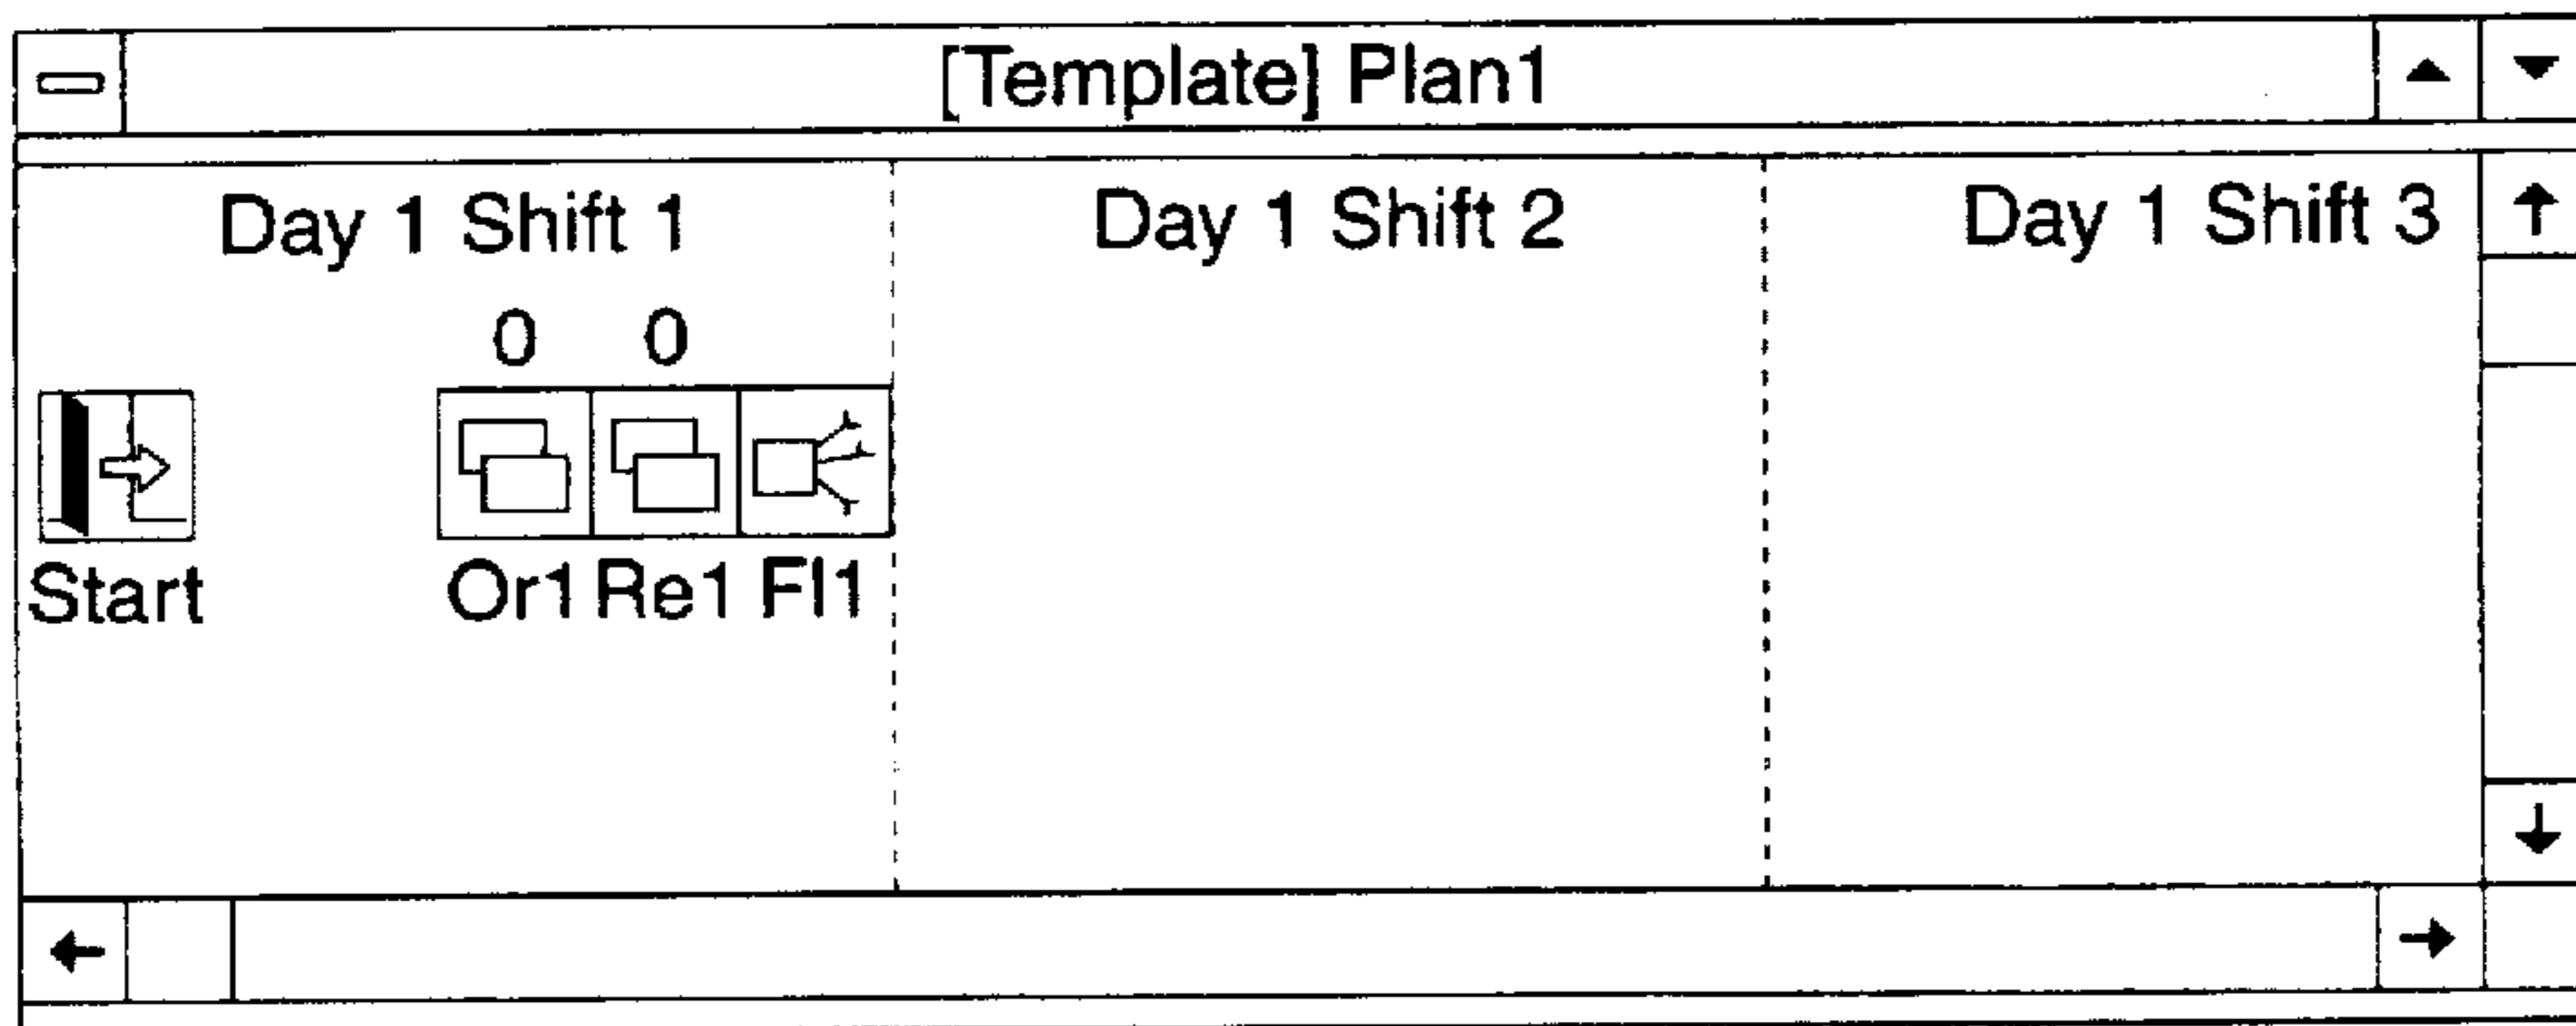 [Template] Plan1
Day 1 Shift 1 Day 1 Shift 2 Day 1 Shift 3
0 0
Start Or1 Re1 Fl1